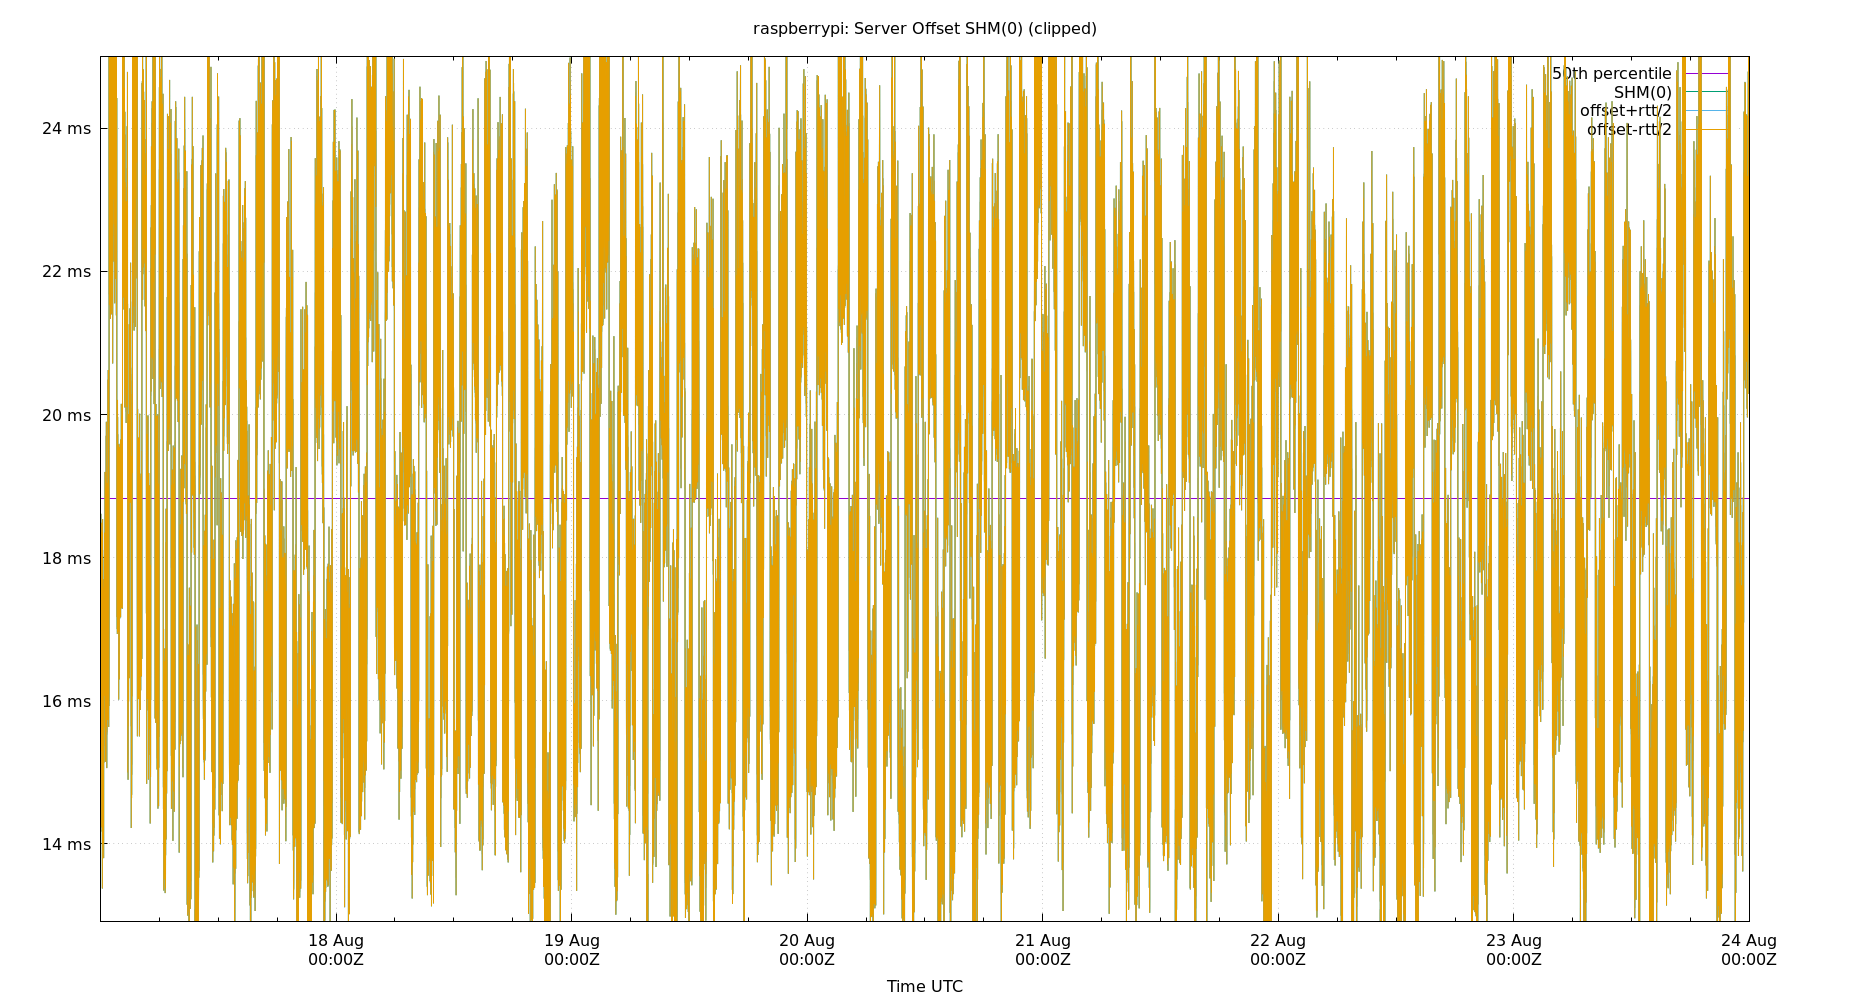 raspberrypi: Server Offset SHM(0) (clipped)
50th percentile
SHM(0)
offset+rtt/2
offset-rtt/2
24 ms
22 ms
20 ms
18 ms
16 ms
14 ms
18 Aug 19 Aug 20 Aug 21 Aug 22 Aug 23 Aug 24 Aug
00:00Z 00:00Z 00:00Z 00:00Z 00:00Z 00:00Z 00:00Z
Time UTC